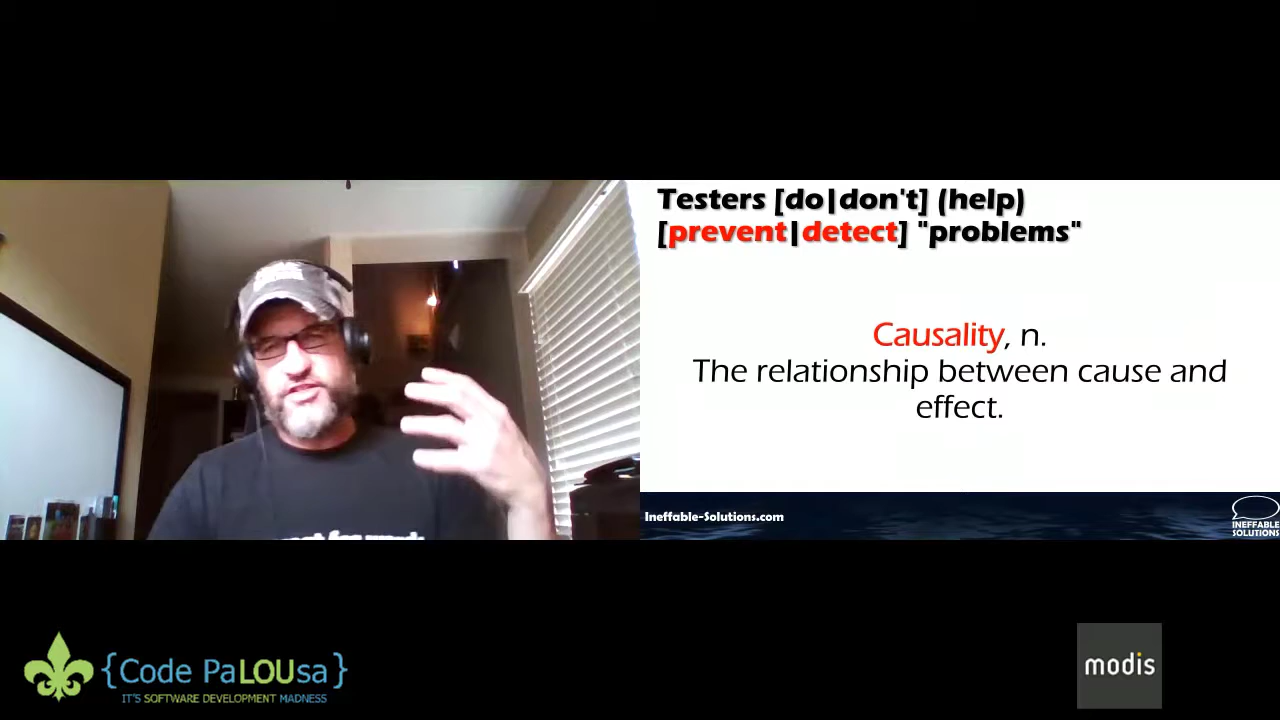 Testers [do|don't] (help)
[prevent|detect] "problems"
Causality, n.
The relationship between cause and
effect.
Ineffable-Solutions.com
INEFFABLE
SOLUTIONS
{Code PaLOUsa}
IT'S SOFTWARE DEVELOPMENT MADNESS
modis